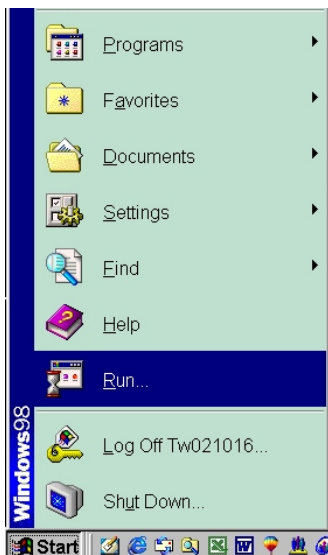 Programs
Favorites
Documents
Settings
Find
Help
Run...
Log Off Tw021016...
Shut Down...
Windows98
Start